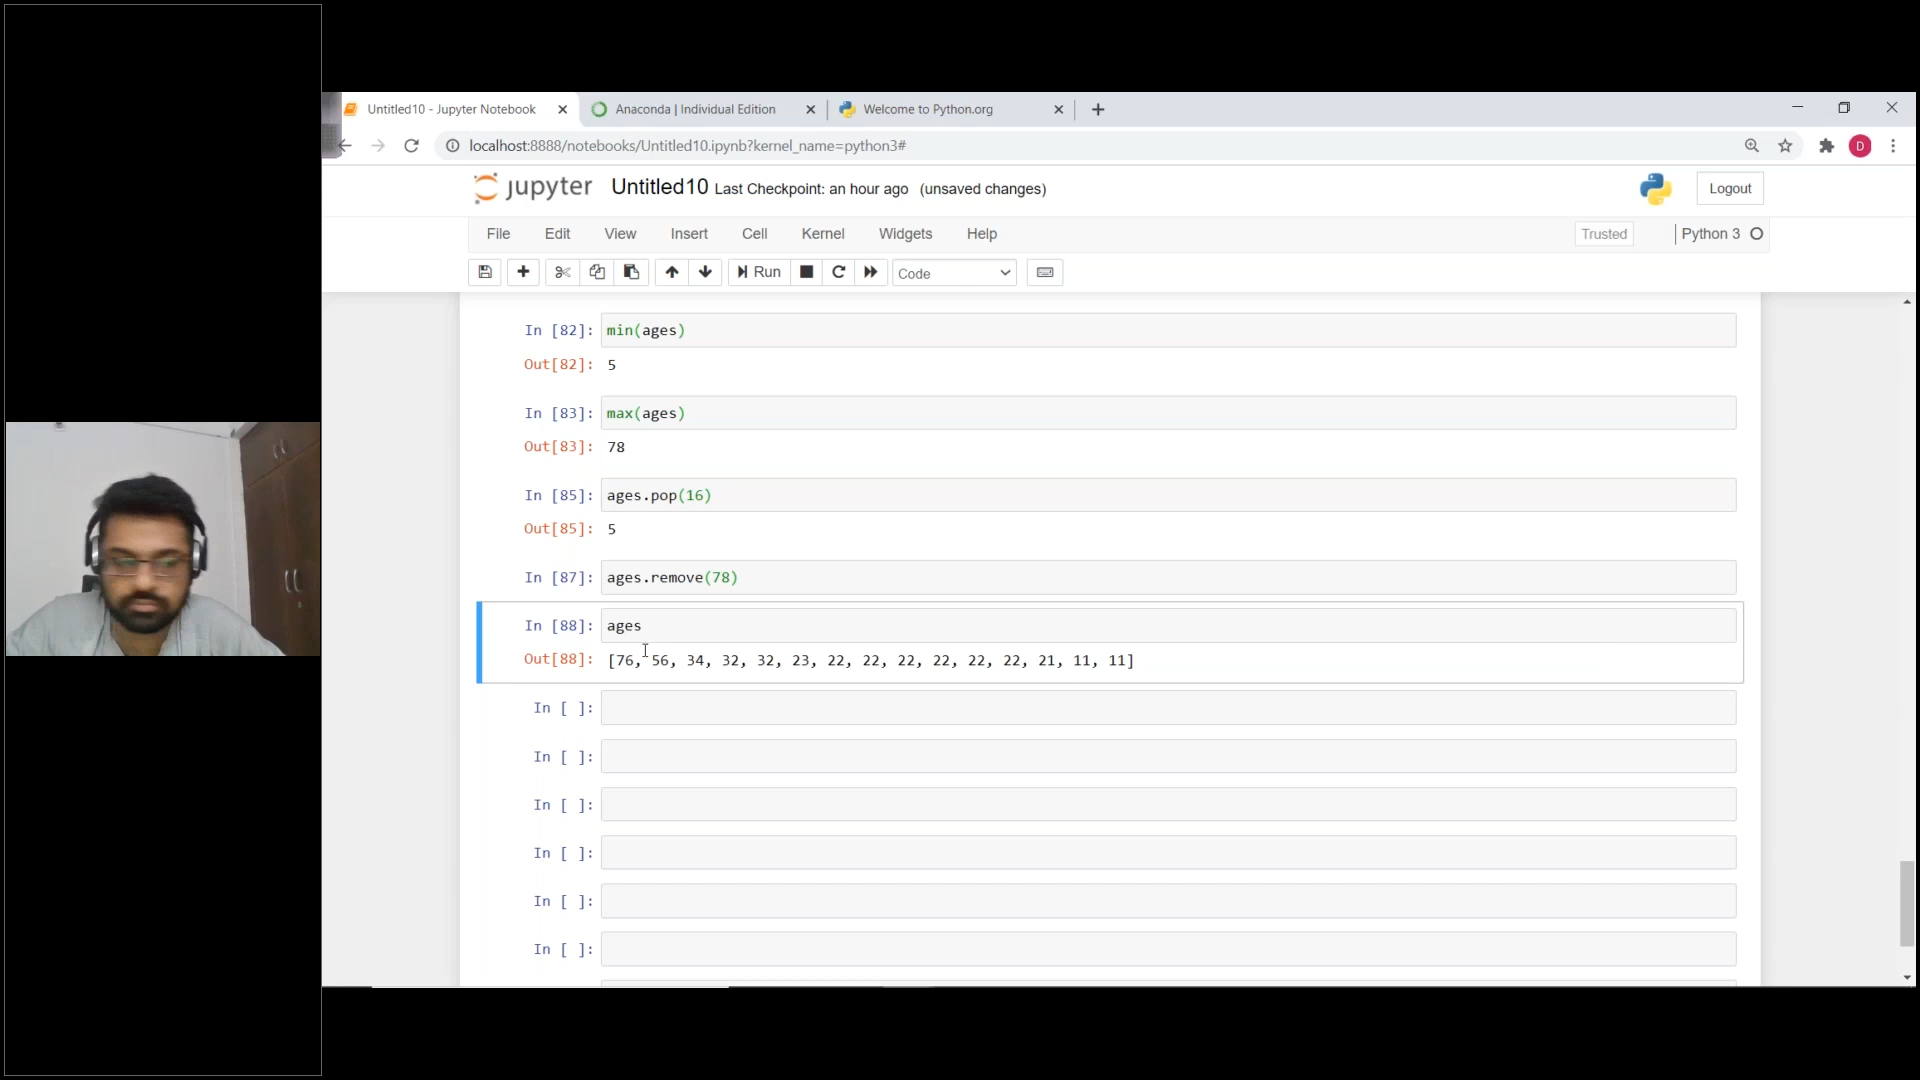 Untitled10 - Jupyter Notebook
Anaconda | Individual Edition
Welcome to Python.org
localhost:8888/notebooks/Untitled10.ipynb?kernel_name=python3#
D
jupyter Untitled10 Last Checkpoint: an hour ago (unsaved changes)
Logout
File Edit View Insert Cell Kernel Widgets Help
Trusted
Python 3
Run
Code
In [82]: min(ages)
Out[82]: 5
In [83]: max(ages)
Out[83]: 78
In [85]: ages.pop(16)
Out[85]: 5
In [87]: ages.remove(78)
In [88]: ages
Out[88]: [76, 56, 34, 32, 32, 23, 22, 22, 22, 22, 22, 22, 21, 11, 11]
In [ ]:
In [ ]:
In [ ]:
In [ ]:
In [ ]:
In [ ]: